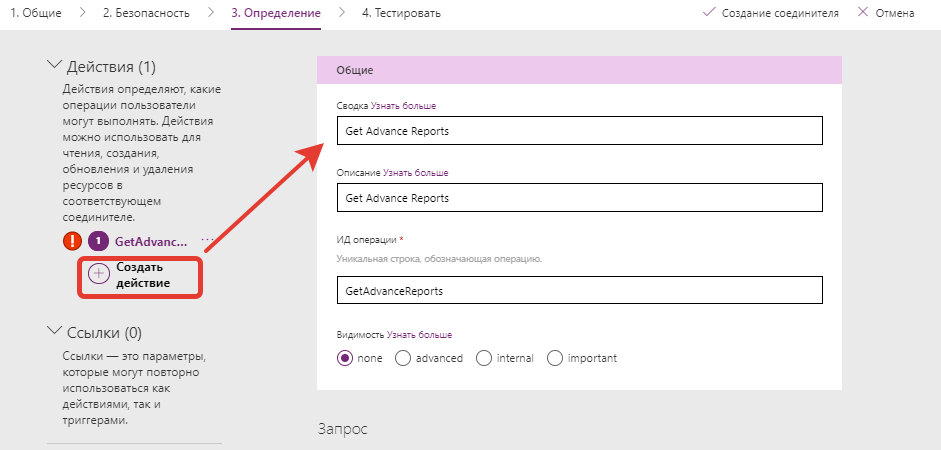 1. Общие
2. Безопасность
3. Определение
4. Тестировать
Создание соединителя
Отмена
Действия (1)
Действия определяют, какие
операции пользователи
могут выполнять. Действия
можно использовать для
чтения, создания,
обновления и удаления
ресурсов в
соответствующем
соединителе.
1 GetAdvanc... ...
Создать
действие
Ссылки (0)
Ссылки — это параметры,
которые могут повторно
использоваться как
действиями, так и
триггерами.
Общие
Сводка Узнать больше
Get Advance Reports
Описание Узнать больше
Get Advance Reports
ИД операции *
Уникальная строка, обозначающая операцию.
GetAdvanceReports
Видимость Узнать больше
none advanced internal important
Запрос